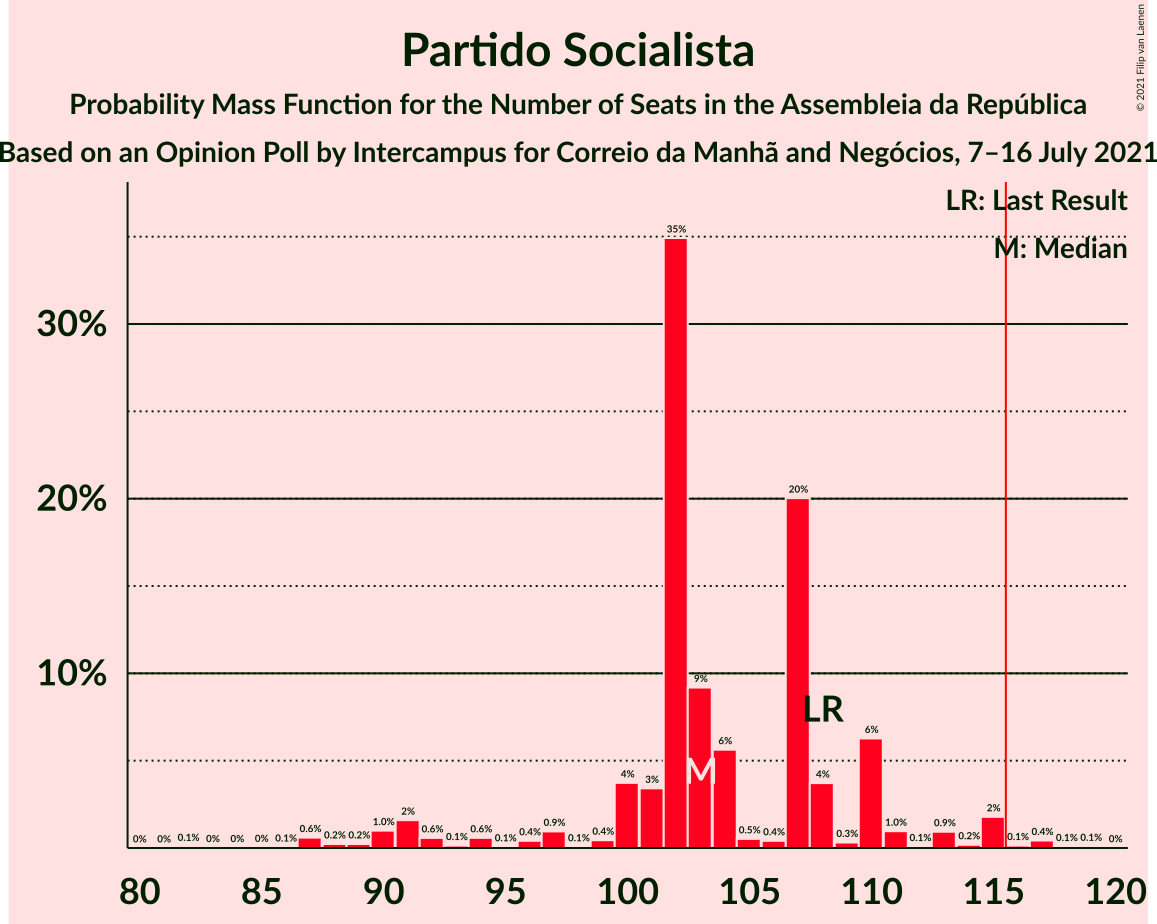 Partido Socialista
Probability Mass Function for the Number of Seats in the Assembleia da República
Based on an Opinion Poll by Intercampus for Correio da Manhã and Negócios, 7–16 July 2021
© 2021 Filip van Laenen
LR: Last Result
M: Median
35%
30%
20%
20%
10%
9%
LR
6%
6%
M
4%
3%
4%
2%
2%
0% 0% 0.1% 0% 0% 0% 0.1% 0.6% 0.2% 0.2% 1.0% 0.6% 0.1% 0.6% 0.1% 0.4% 0.9% 0.1% 0.4% 0.5% 0.4% 0.3% 1.0% 0.1% 0.9% 0.2% 0.1% 0.4% 0.1% 0.1% 0%
80 85 90 95 100 105 110 115 120